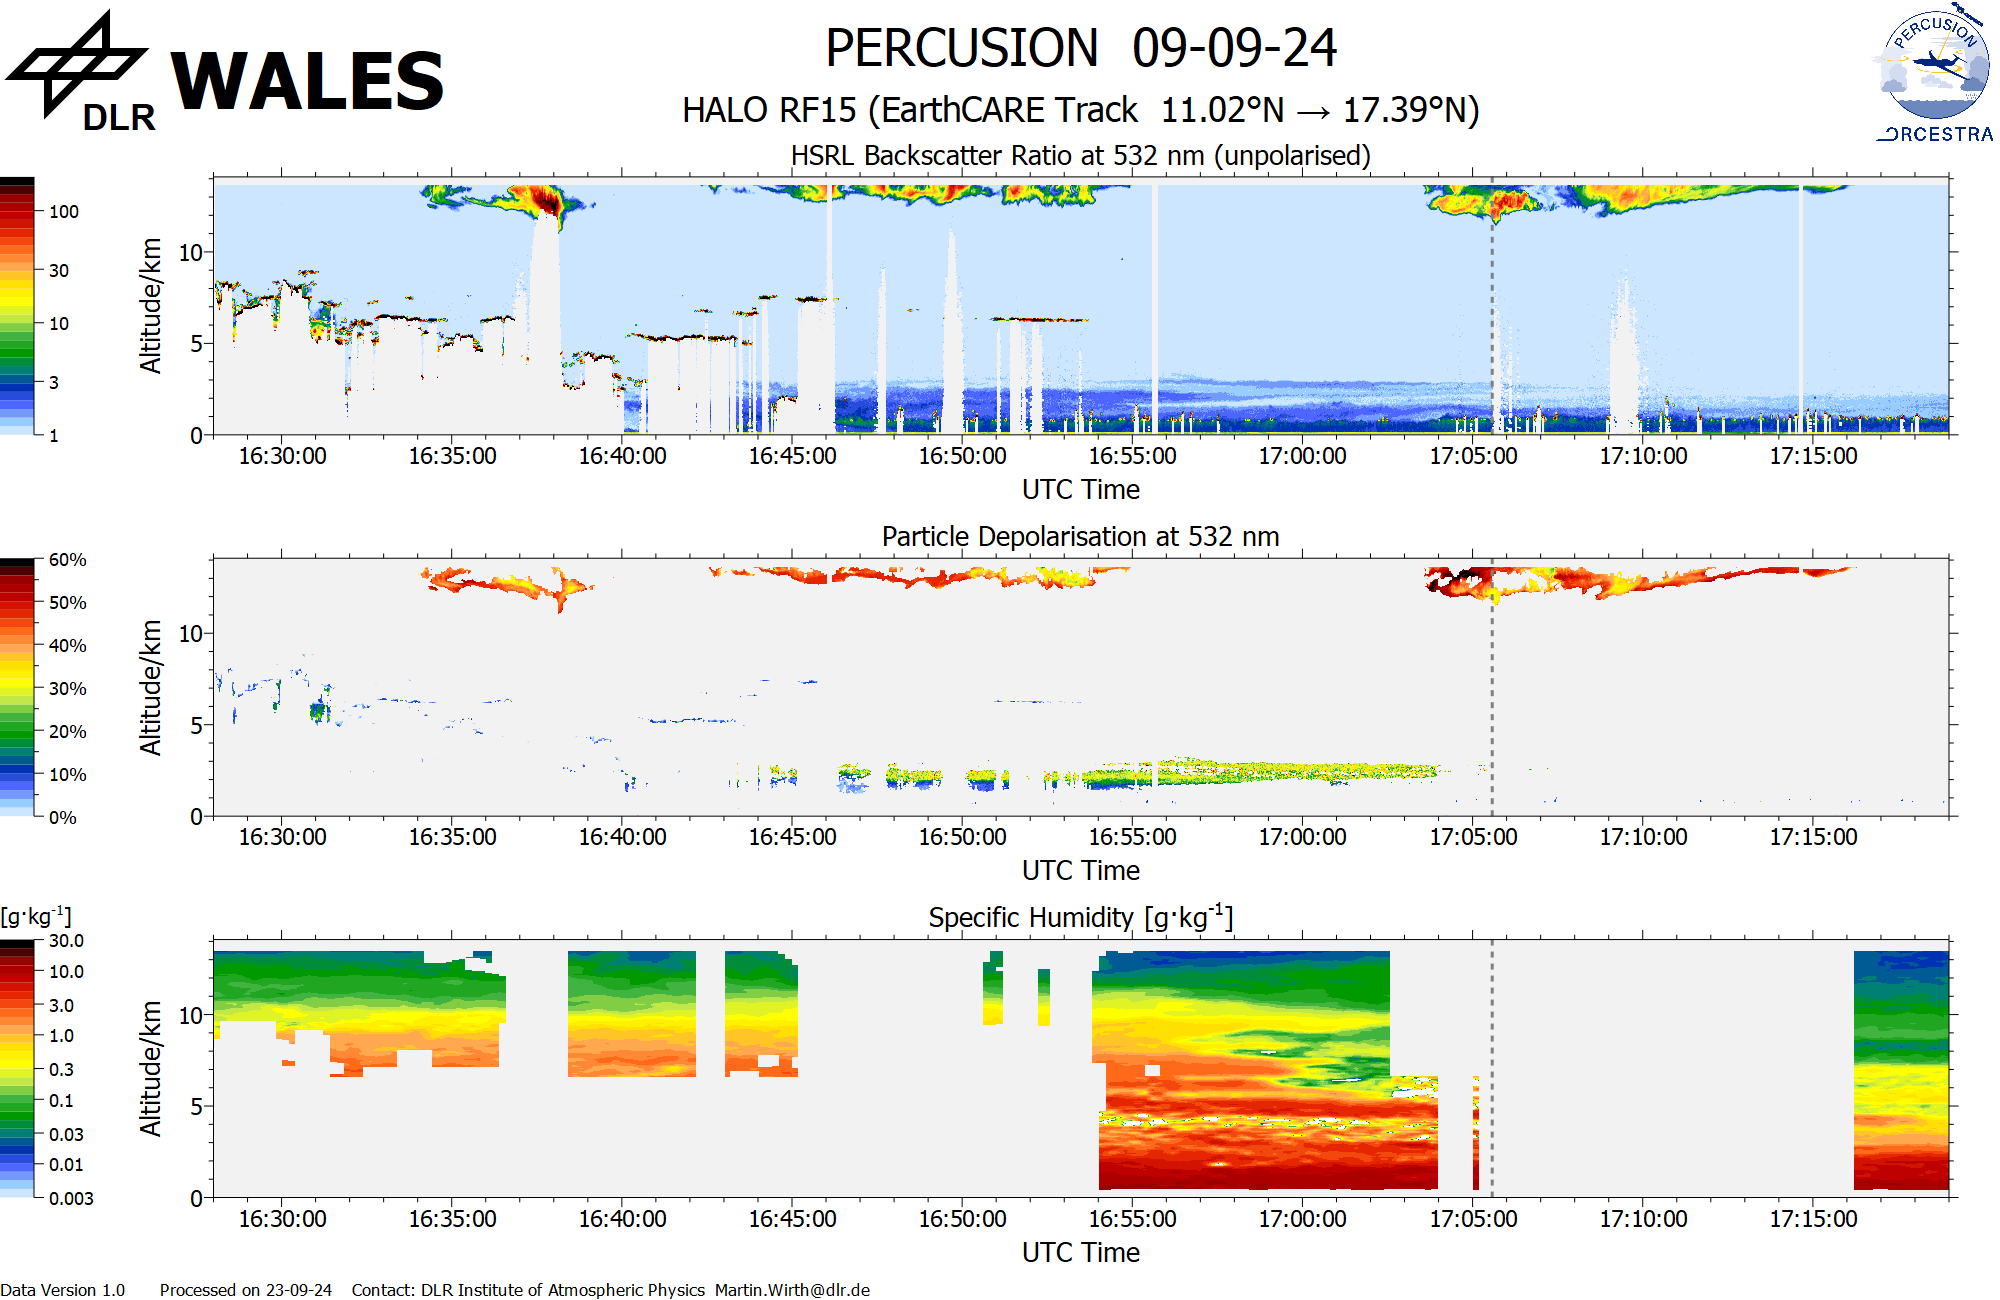 DLR
WALES
PERCUSION 09-09-24
HALO RF15 (EarthCARE Track 11.02°N → 17.39°N)
PERCUSION
ORCESTRA
HSRL Backscatter Ratio at 532 nm (unpolarised)
100
30
10
3
1
Altitude/km
10
5
0
16:30:00 16:35:00 16:40:00 16:45:00 16:50:00 16:55:00 17:00:00 17:05:00 17:10:00 17:15:00
UTC Time
Particle Depolarisation at 532 nm
60%
50%
40%
30%
20%
10%
0%
Altitude/km
10
5
0
16:30:00 16:35:00 16:40:00 16:45:00 16:50:00 16:55:00 17:00:00 17:05:00 17:10:00 17:15:00
UTC Time
Specific Humidity [g·kg⁻¹]
[g·kg⁻¹]
30.0
10.0
3.0
1.0
0.3
0.1
0.03
0.01
0.003
Altitude/km
10
5
0
16:30:00 16:35:00 16:40:00 16:45:00 16:50:00 16:55:00 17:00:00 17:05:00 17:10:00 17:15:00
UTC Time
Data Version 1.0 Processed on 23-09-24 Contact: DLR Institute of Atmospheric Physics Martin.Wirth@dlr.de